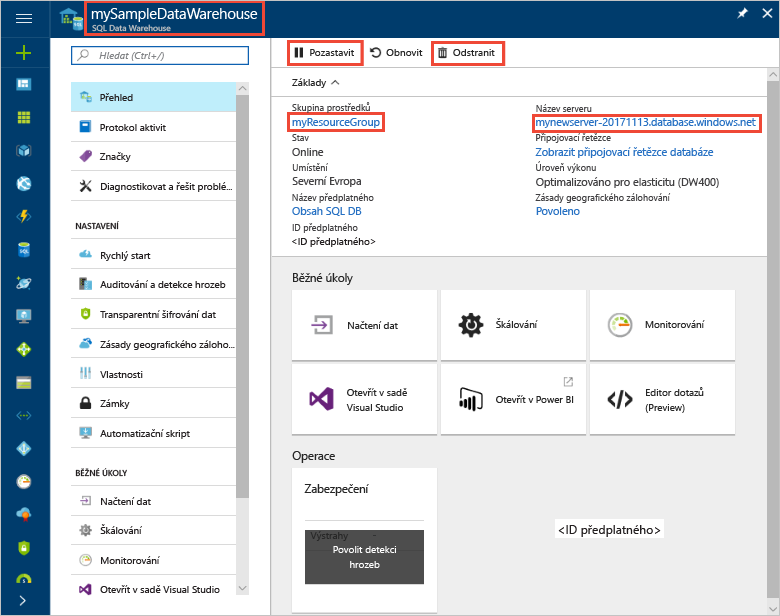 mySampleDataWarehouse
SQL Data Warehouse
Hledat (Ctrl+/)
Přehled
Protokol aktivit
Značky
Diagnostikovat a řešit problé...
NASTAVENÍ
Rychlý start
Auditování a detekce hrozeb
Transparentní šifrování dat
Zásady geografického záloho...
Vlastnosti
Zámky
Automatizační skript
BĚŽNÉ ÚKOLY
Načtení dat
Škálování
Monitorování
Otevřít v sadě Visual Studio
Pozastavit
Obnovit
Odstranit
Základy
Skupina prostředků
myResourceGroup
Stav
Online
Umístění
Severní Evropa
Název předplatného
Obsah SQL DB
ID předplatného
<ID předplatného>
Název serveru
mynewserver-20171113.database.windows.net
Připojovací řetězce
Zobrazit připojovací řetězce databáze
Úroveň výkonu
Optimalizováno pro elasticitu (DW400)
Zásady geografického zálohování
Povoleno
Běžné úkoly
Načtení dat
Škálování
Monitorování
Otevřít v sadě
Visual Studio
Otevřít v Power BI
Editor dotazů
(Preview)
Operace
Zabezpečení
Výstrahy -
Povolit detekci
hrozeb
<ID předplatného>